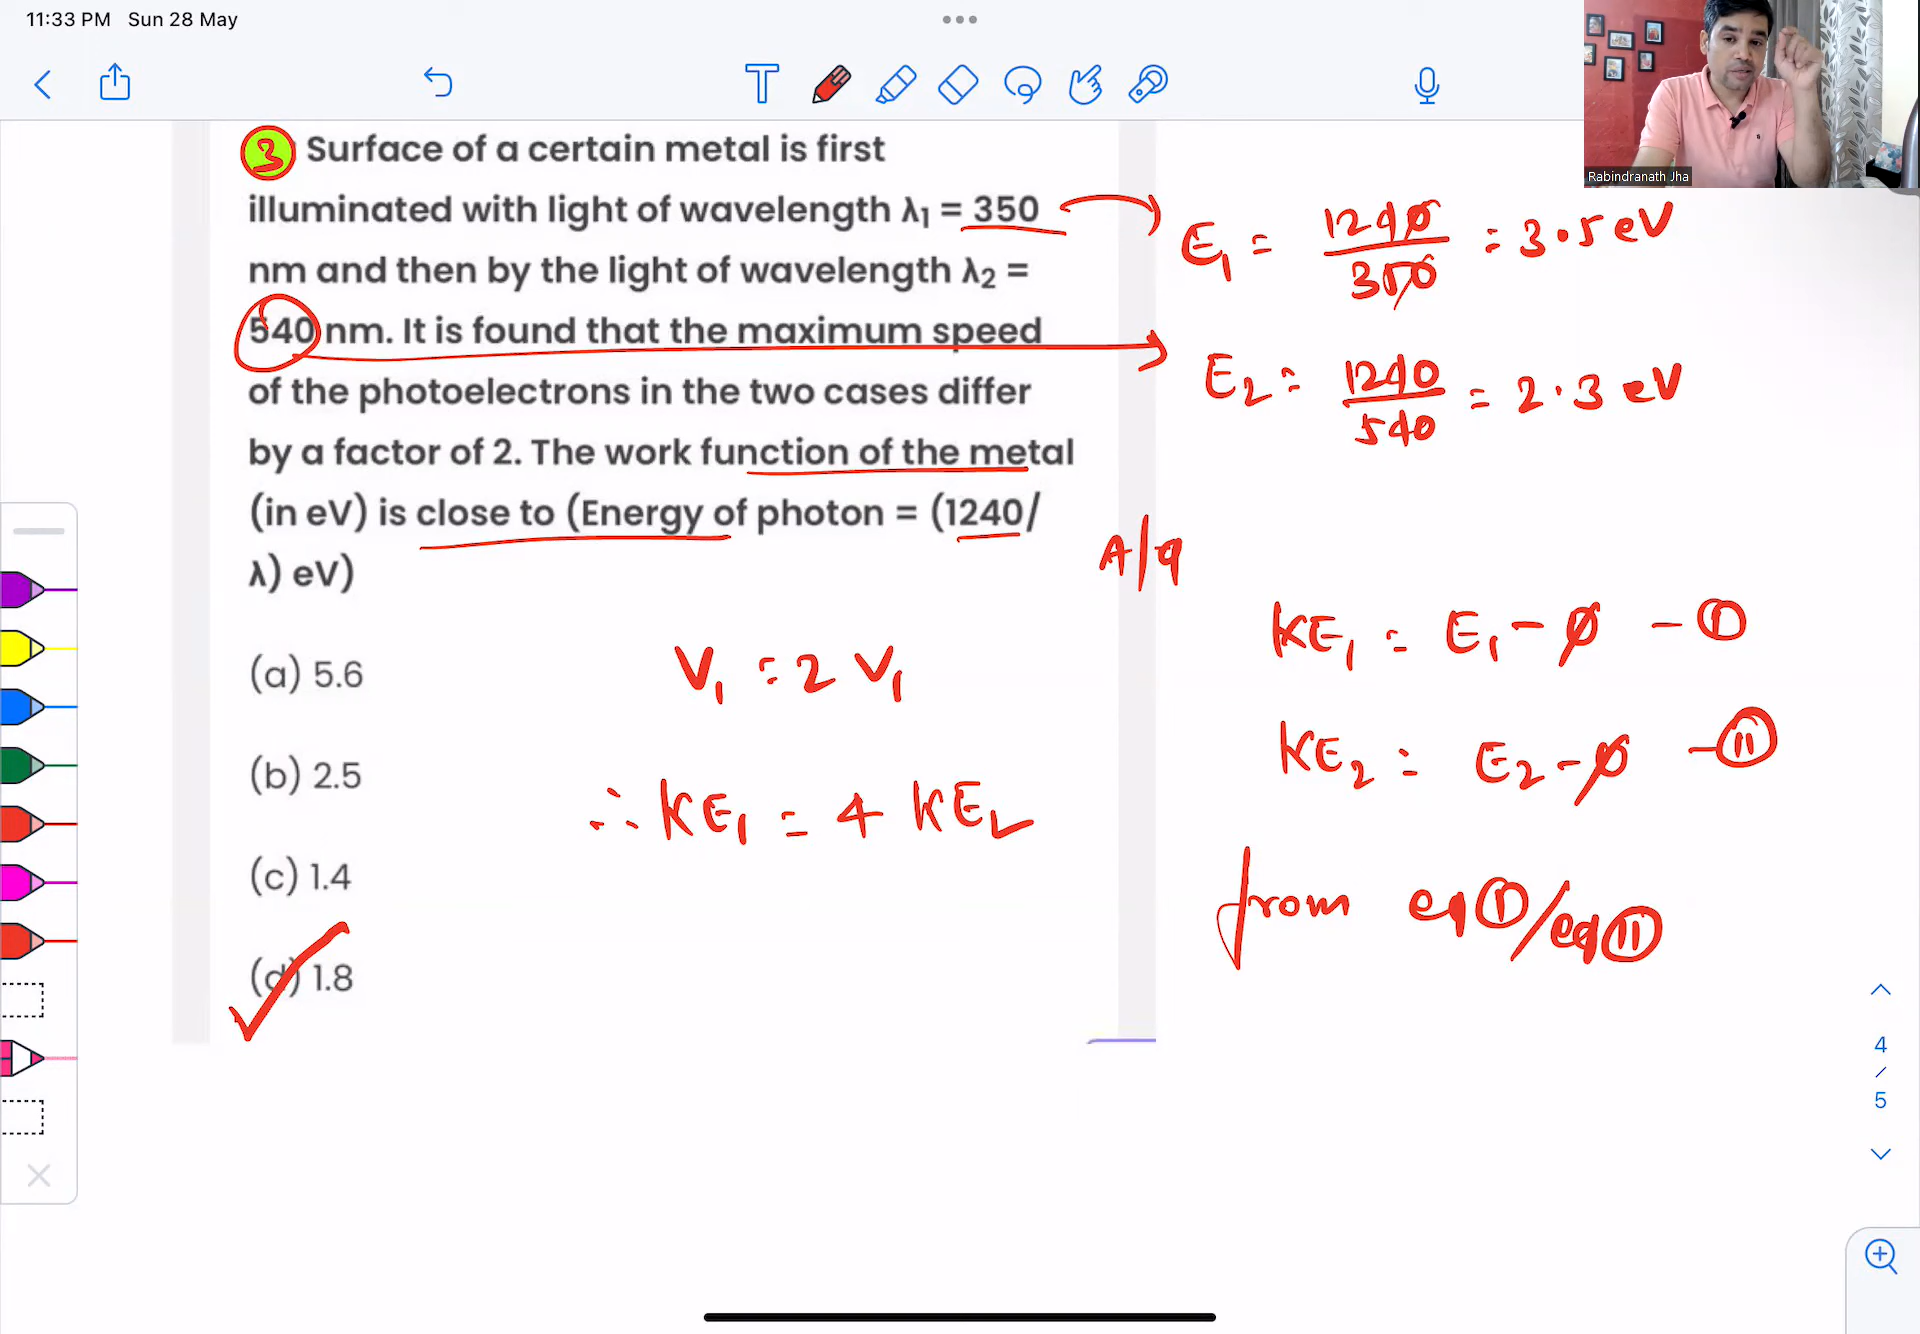 11:33 PM Sun 28 May
Rabindranath Jha
3 Surface of a certain metal is first
illuminated with light of wavelength λ1 = 350
nm and then by the light of wavelength λ2 =
540 nm. It is found that the maximum speed
of the photoelectrons in the two cases differ
by a factor of 2. The work function of the metal
(in eV) is close to (Energy of photon = (1240/
λ) eV)
(a) 5.6
(b) 2.5
(c) 1.4
(d) 1.8
V1 = 2 V1
∴ KE1 = 4 KE2
E1 = 1240/350 = 3.5 eV
E2 = 1240/540 = 2.3 eV
A/q
KE1 = E1 - ϕ - I
KE2 = E2 - ϕ - II
from eq I / eq II
4
/
5